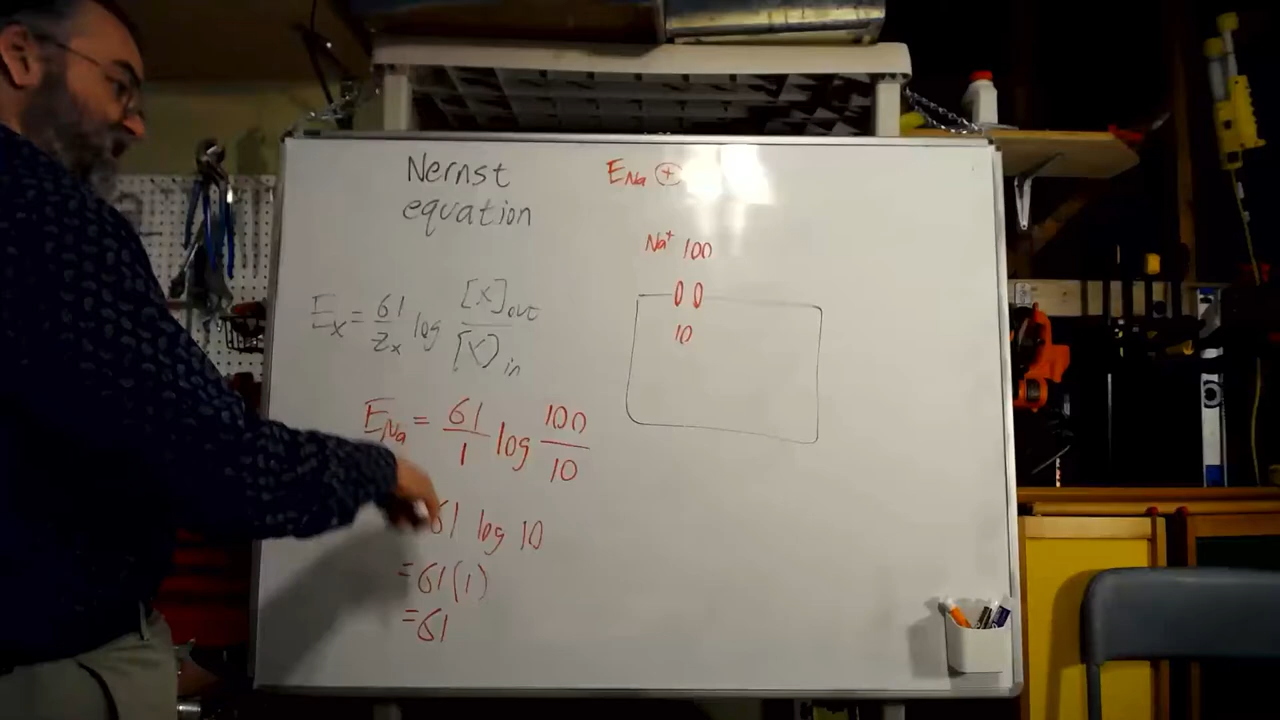 Nernst
equation
E_x = 61/z_x log [X]out/[X]in
E_Na = 61/1 log 100/10
61 log 10
= 61(1)
= 61
E_Na ⊕
Na⁺ 100
10